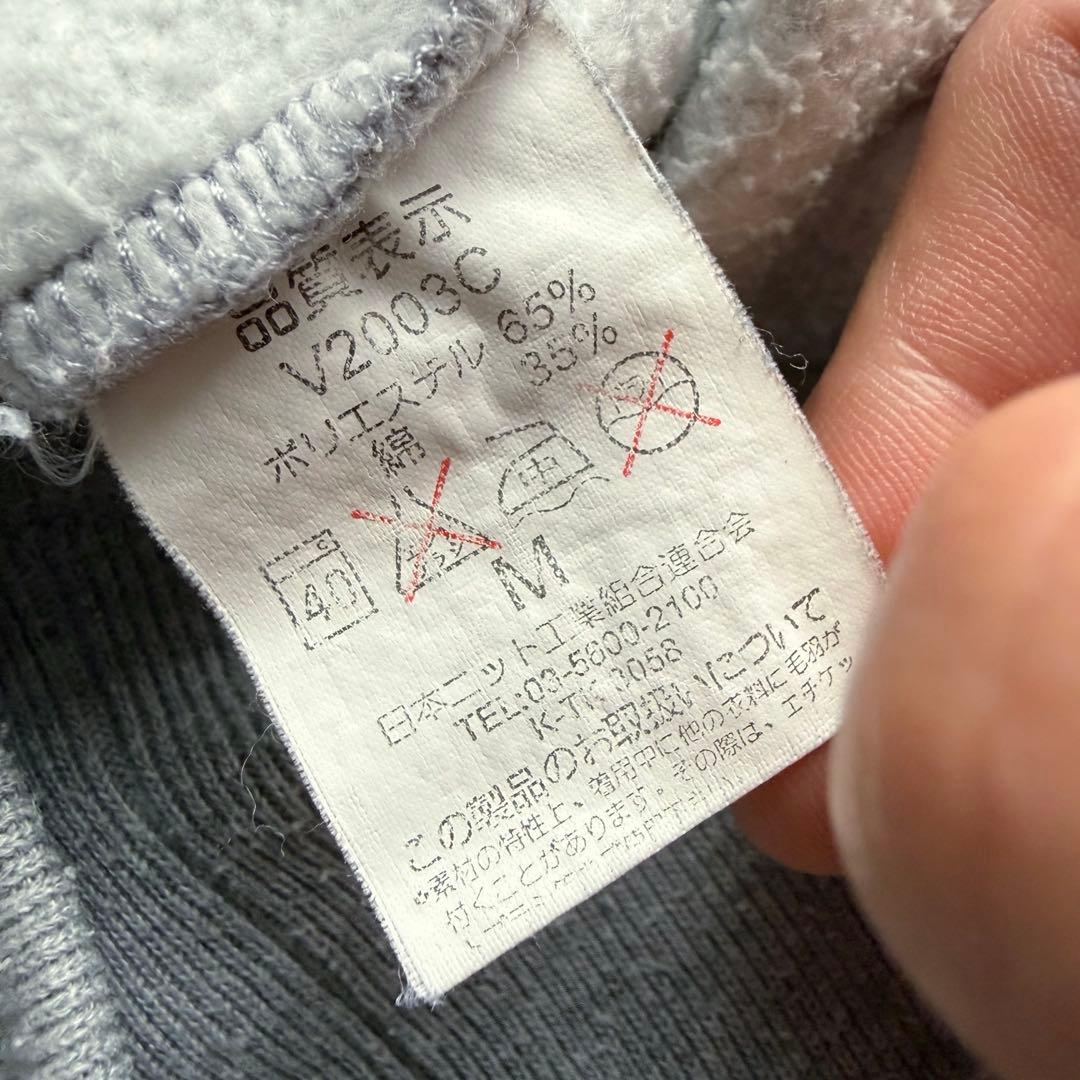 品質表示
V2003C
ポリエステル 65%
綿 35%
40
M
日本ニット工業組合連合会
TEL.03-5600-2100
K-TK 3058
この製品のお取扱いについて
•素材の特性上、着用中に他の衣料に毛羽が
付くことがあります。その際は、エチケッ